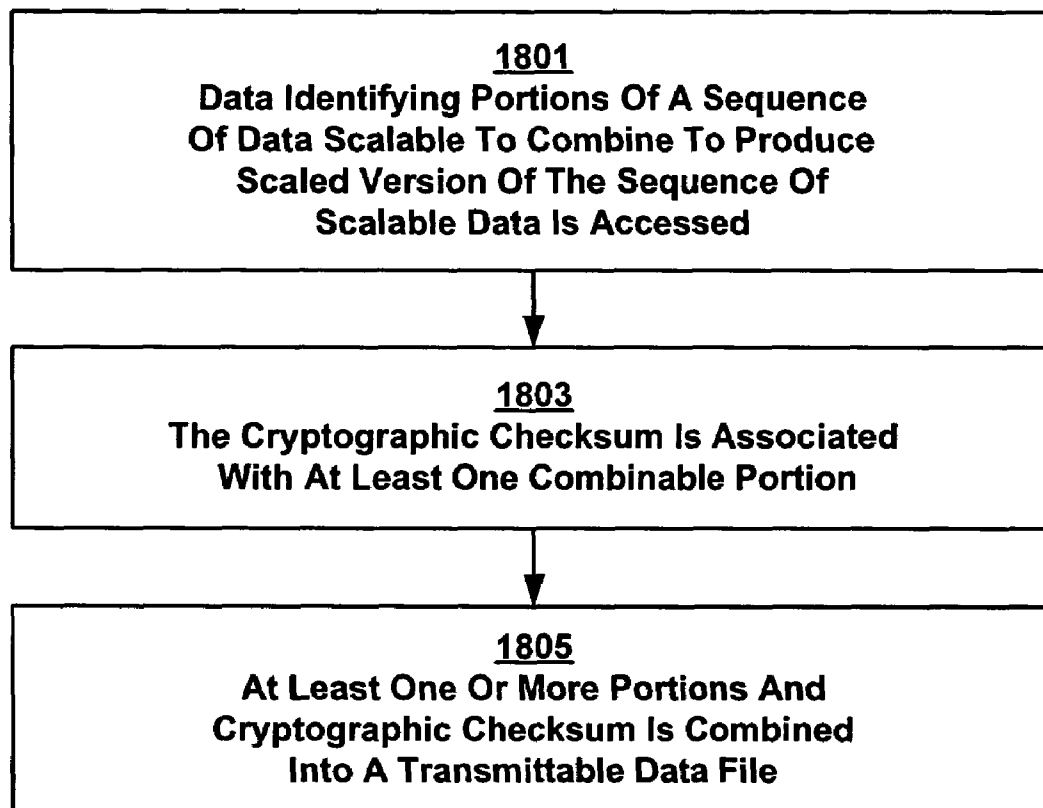 1801
Data Identifying Portions Of A Sequence
Of Data Scalable To Combine To Produce
Scaled Version Of The Sequence Of
Scalable Data Is Accessed
1803
The Cryptographic Checksum Is Associated
With At Least One Combinable Portion
1805
At Least One Or More Portions And
Cryptographic Checksum Is Combined
Into A Transmittable Data File